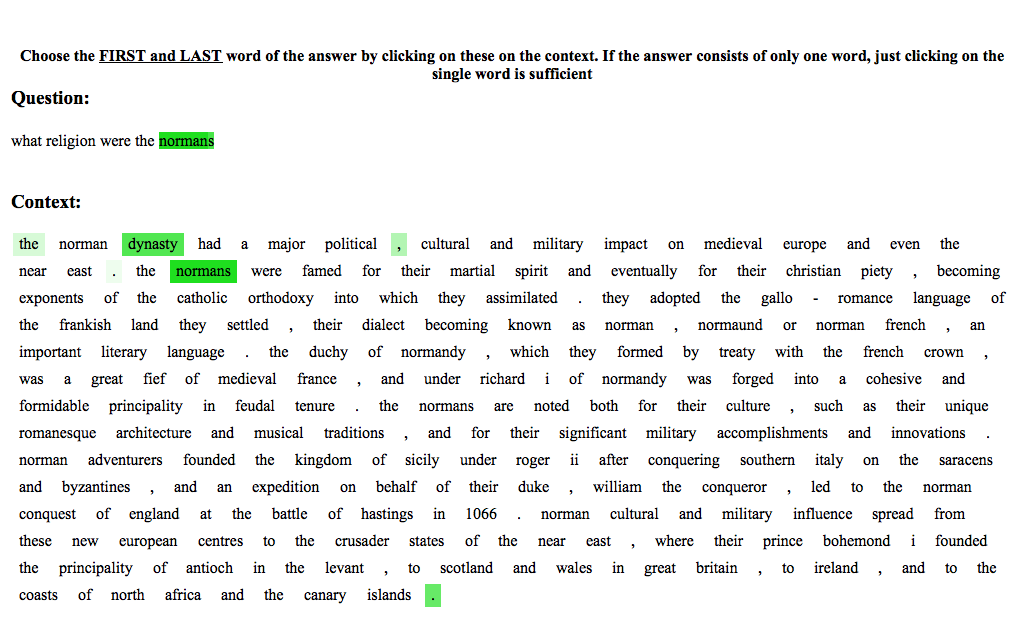 Choose the FIRST and LAST word of the answer by clicking on these on the context. If the answer consists of only one word, just clicking on the
single word is sufficient
Question:
what religion were the normans
Context:
the norman dynasty had a major political , cultural and military impact on medieval europe and even the
near east . the normans were famed for their martial spirit and eventually for their christian piety , becoming
exponents of the catholic orthodoxy into which they assimilated . they adopted the gallo - romance language of
the frankish land they settled , their dialect becoming known as norman , normaund or norman french , an
important literary language . the duchy of normandy , which they formed by treaty with the french crown ,
was a great fief of medieval france , and under richard i of normandy was forged into a cohesive and
formidable principality in feudal tenure . the normans are noted both for their culture , such as their unique
romanesque architecture and musical traditions , and for their significant military accomplishments and innovations .
norman adventurers founded the kingdom of sicily under roger ii after conquering southern italy on the saracens
and byzantines , and an expedition on behalf of their duke , william the conqueror , led to the norman
conquest of england at the battle of hastings in 1066 . norman cultural and military influence spread from
these new european centres to the crusader states of the near east , where their prince bohemond i founded
the principality of antioch in the levant , to scotland and wales in great britain , to ireland , and to the
coasts of north africa and the canary islands .